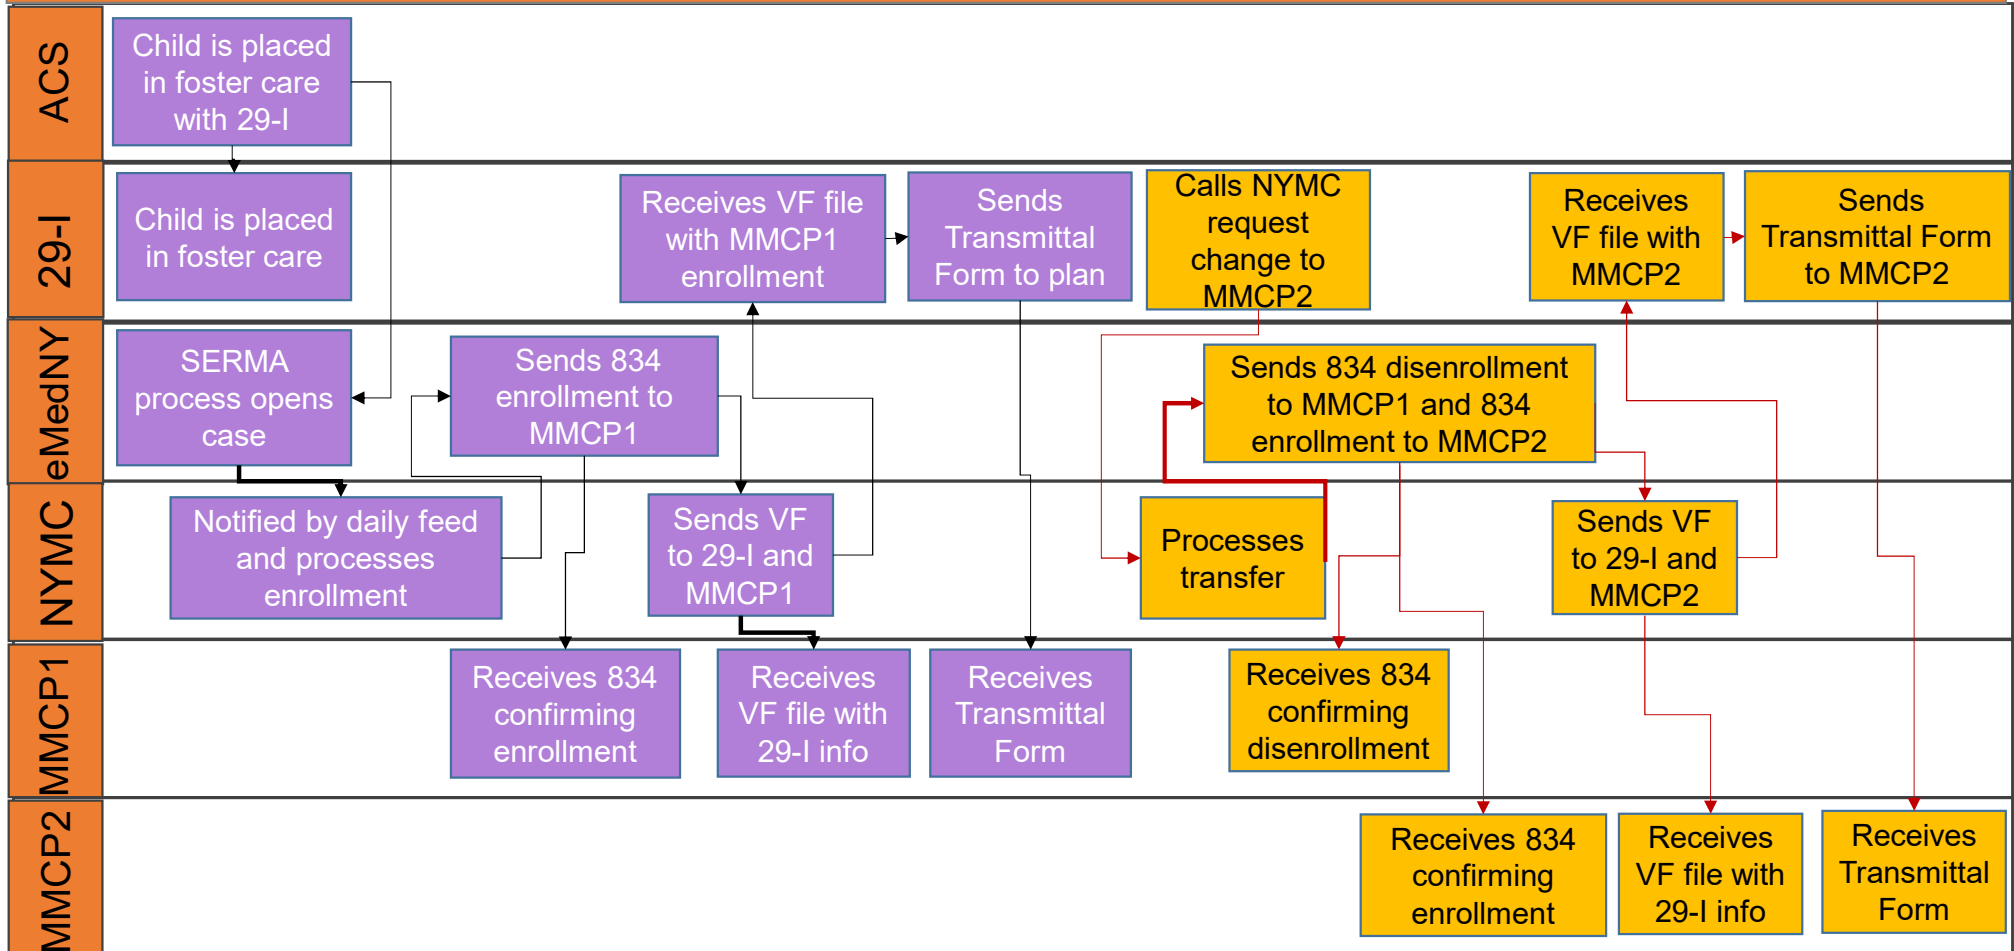 ACS
Child is placed
in foster care
with 29-I
29-I
Child is placed
in foster care
Receives VF file
with MMCP1
enrollment
Sends
Transmittal
Form to plan
Calls NYMC
request
change to
MMCP2
Receives
VF file with
MMCP2
Sends
Transmittal Form
to MMCP2
eMedNY
SERMA
process opens
case
Sends 834
enrollment to
MMCP1
Sends 834 disenrollment
to MMCP1 and 834
enrollment to MMCP2
NYMC
Notified by daily feed
and processes
enrollment
Sends VF
to 29-I and
MMCP1
Processes
transfer
Sends VF
to 29-I and
MMCP2
MMCP1
Receives 834
confirming
enrollment
Receives
VF file with
29-I info
Receives
Transmittal
Form
Receives 834
confirming
disenrollment
MMCP2
Receives 834
confirming
enrollment
Receives
VF file with
29-I info
Receives
Transmittal
Form